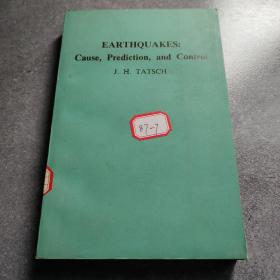 EARTHQUAKES:
Cause, Prediction, and Control
J. H. TATSCH
87-7